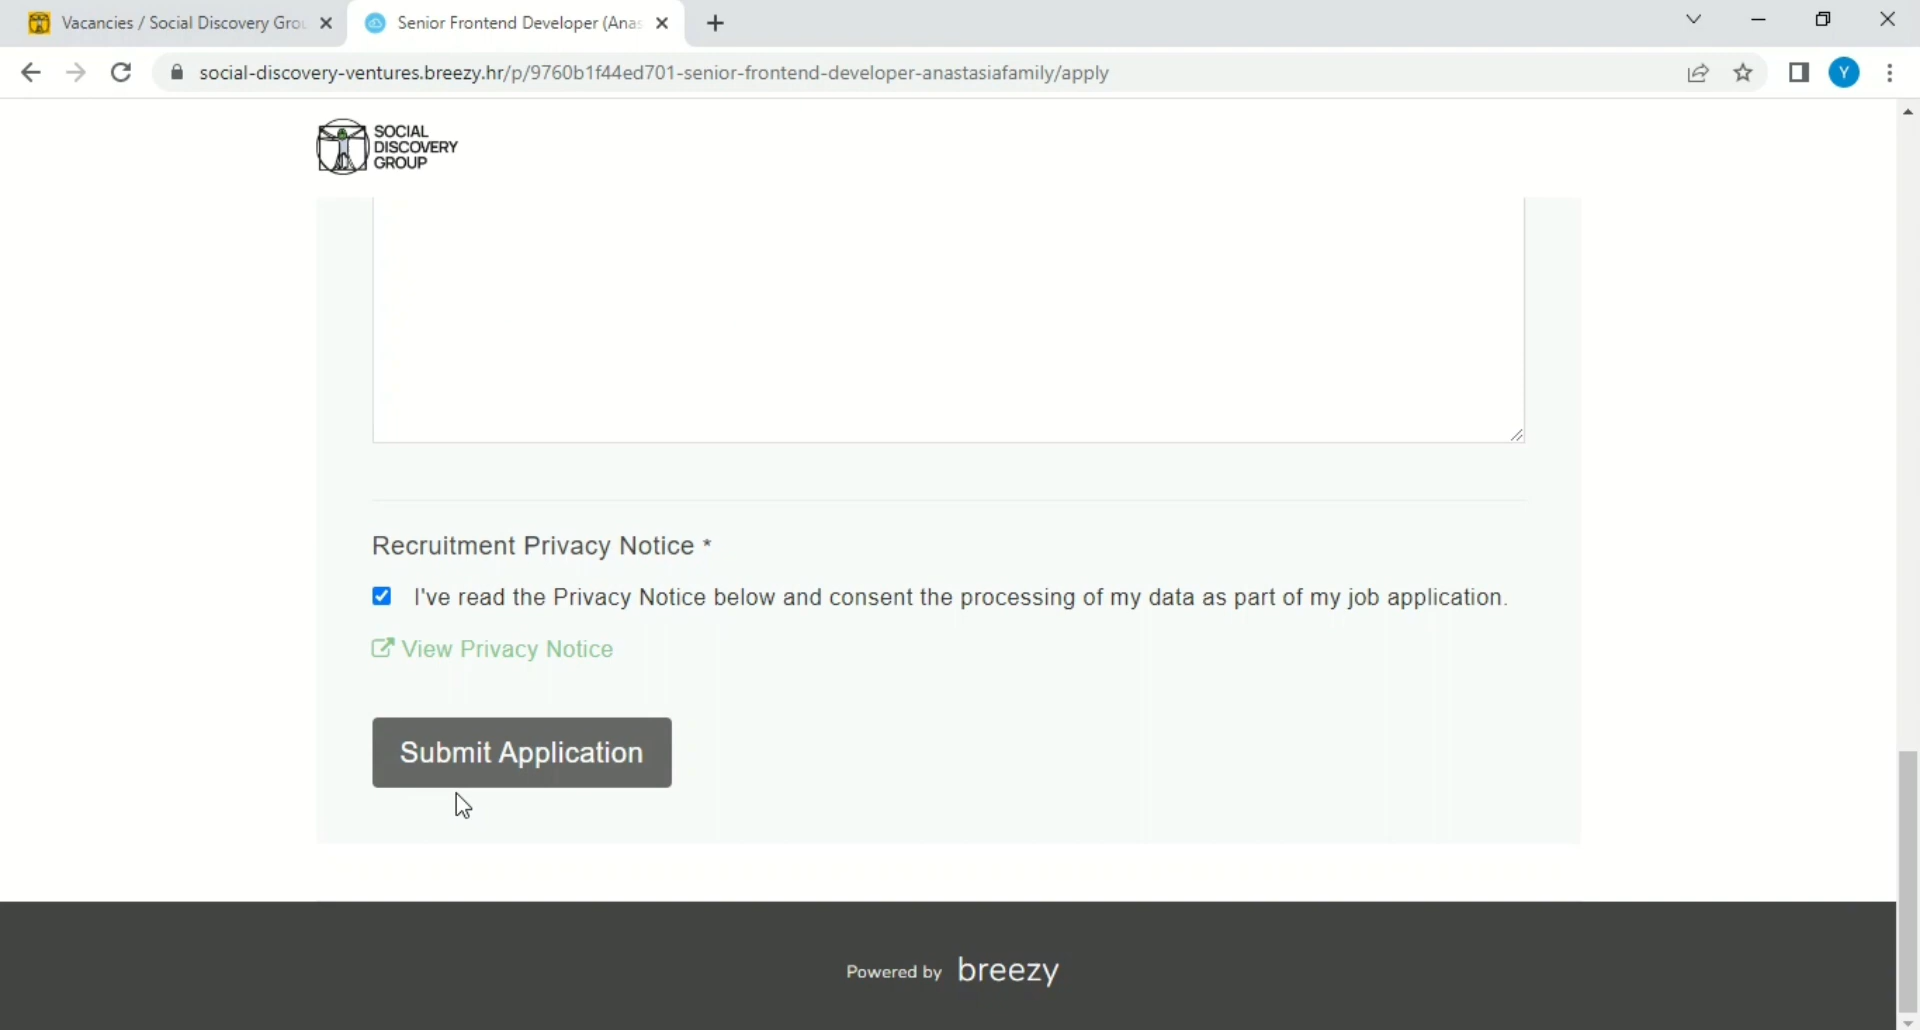 Vacancies / Social Discovery Grou
Senior Frontend Developer (Anas
social-discovery-ventures.breezy.hr/p/9760b1f44ed701-senior-frontend-developer-anastasiafamily/apply
Y
SOCIAL
DISCOVERY
GROUP
Recruitment Privacy Notice *
I've read the Privacy Notice below and consent the processing of my data as part of my job application.
View Privacy Notice
Submit Application
Powered by breezy